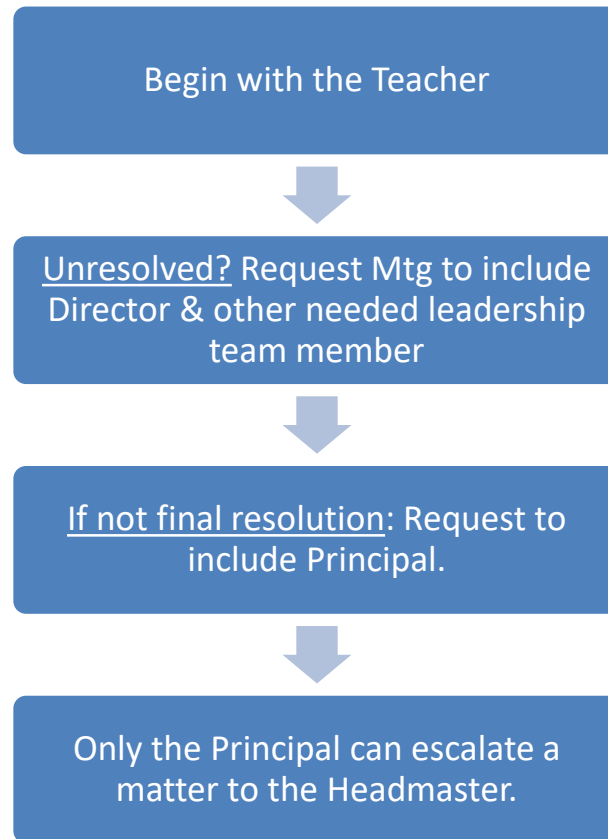 Begin with the Teacher
Unresolved? Request Mtg to include
Director & other needed leadership
team member
If not final resolution: Request to
include Principal.
Only the Principal can escalate a
matter to the Headmaster.